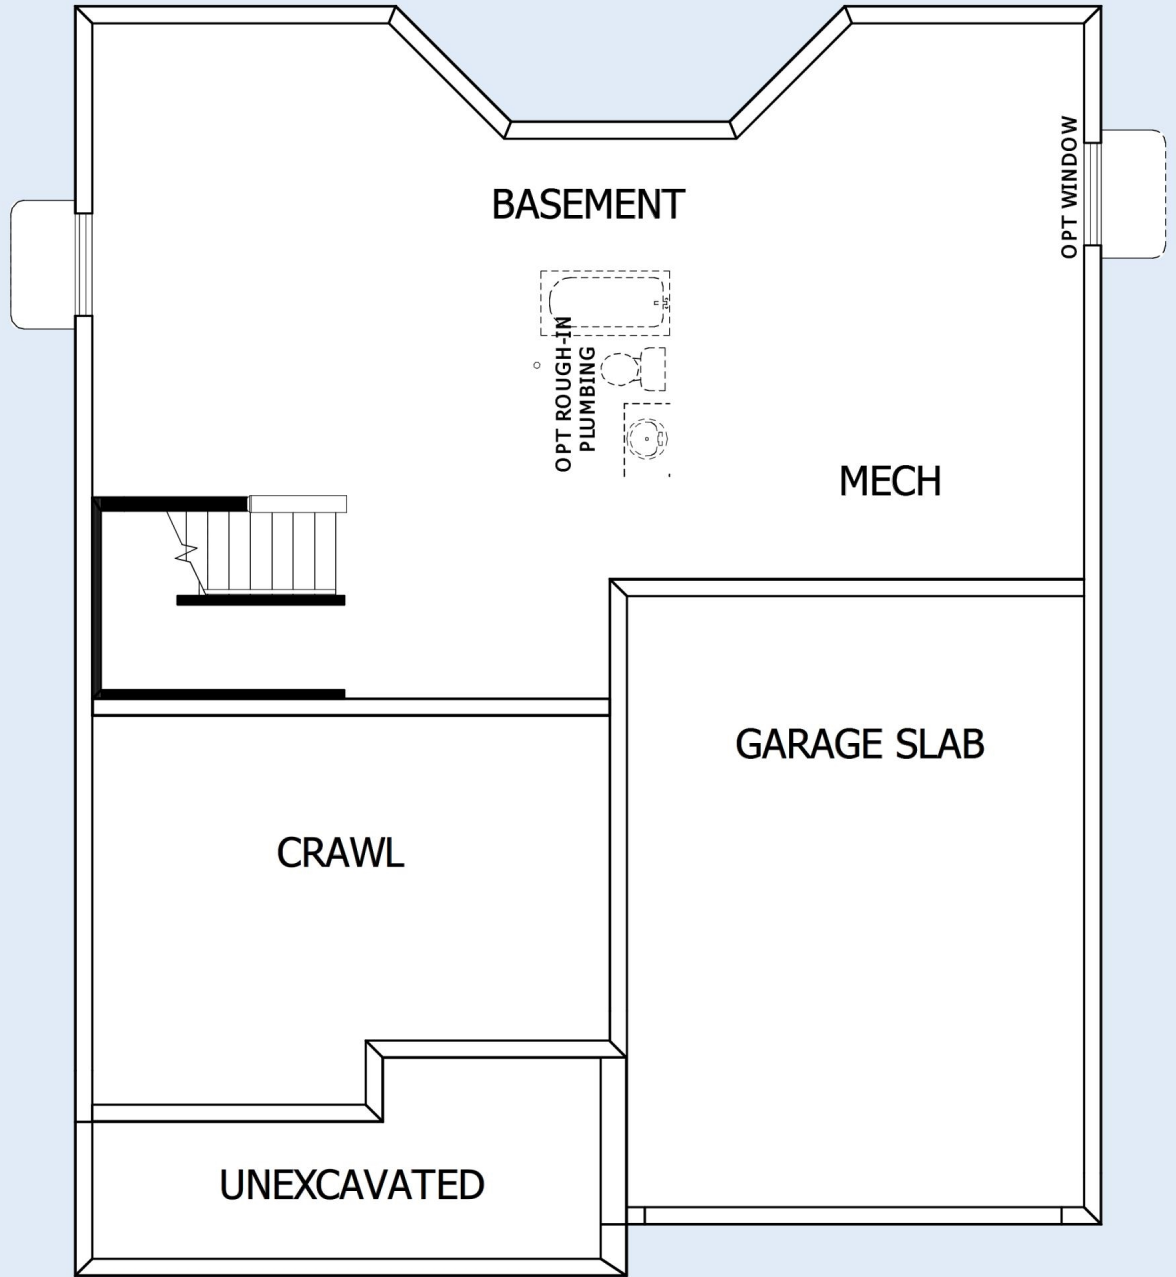 OPT WINDOW
BASEMENT
OPT ROUGH-IN
PLUMBING
MECH
GARAGE SLAB
CRAWL
UNEXCAVATED